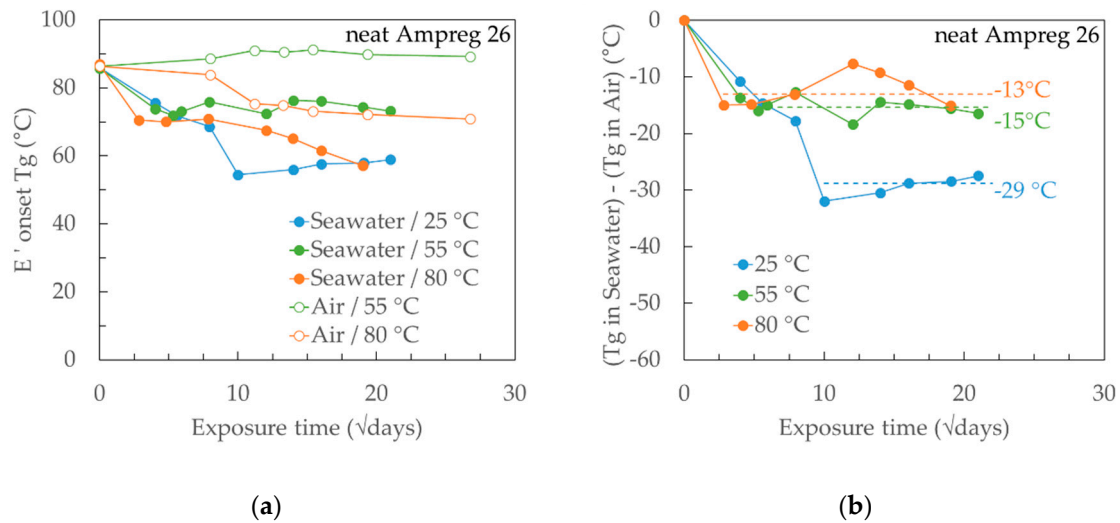 neat Ampreg 26
100
80
60
40
20
0
E ' onset Tg (°C)
Seawater / 25 °C
Seawater / 55 °C
Seawater / 80 °C
Air / 55 °C
Air / 80 °C
0 10 20 30
Exposure time (√days)
(a)
neat Ampreg 26
0
-10
-20
-30
-40
-50
-60
(Tg in Seawater) - (Tg in Air) (°C)
-13°C
-15°C
-29 °C
25 °C
55 °C
80 °C
0 10 20 30
Exposure time (√days)
(b)